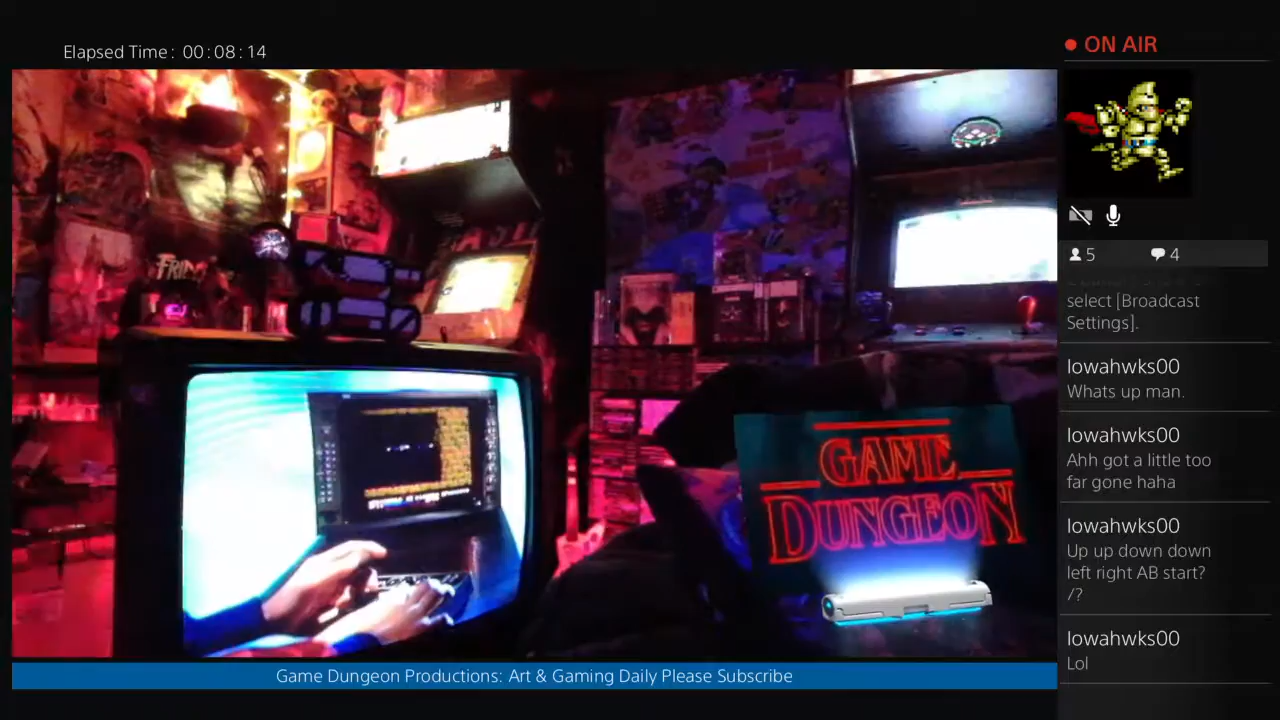 Elapsed Time: 00:08:14
ON AIR
5
4
select [Broadcast
Settings].
Iowahwks00
Whats up man.
Iowahwks00
Ahh got a little too
far gone haha
Iowahwks00
Up up down down
left right AB start?
/?
Iowahwks00
Lol
GAME
DUNGEON
Game Dungeon Productions: Art & Gaming Daily Please Subscribe